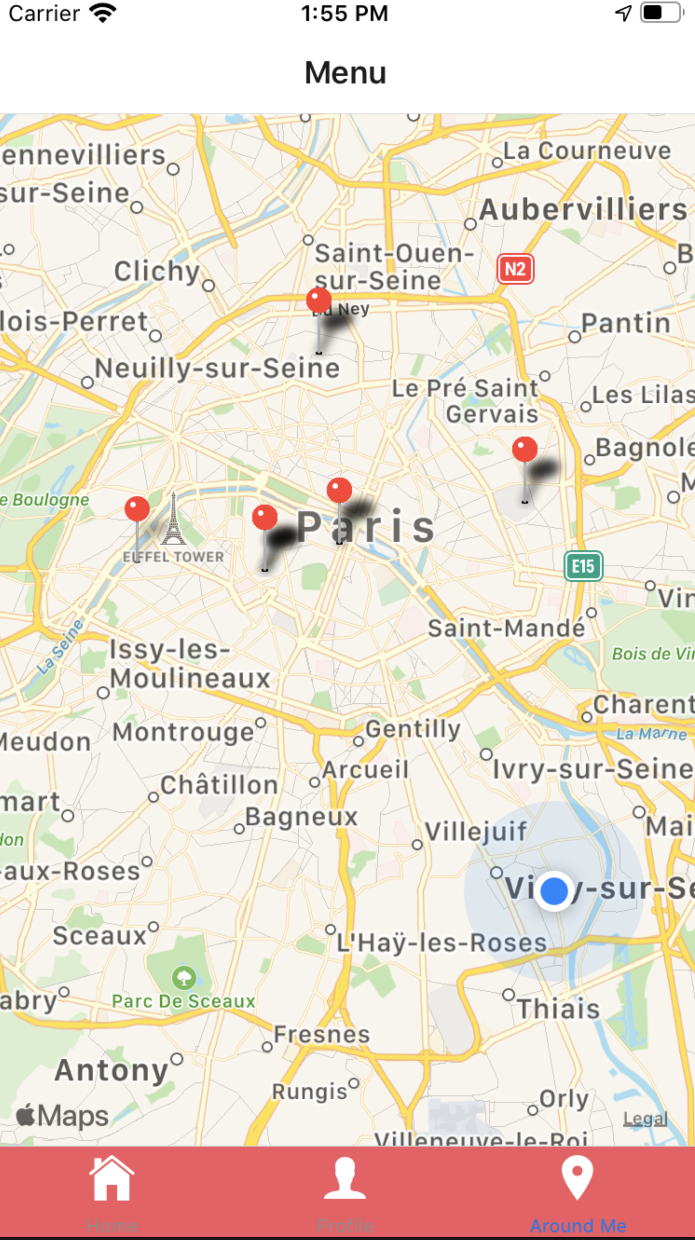 Carrier
1:55 PM
Menu
ennevilliers
La Courneuve
sur-Seine
Aubervilliers
Saint-Ouen-
sur-Seine
N2
B
Clichy
Ney
lois-Perret
Pantin
Neuilly-sur-Seine
Le Pré Saint
Gervais
Les Lilas
Bagnole
M
e Boulogne
Paris
EIFFEL TOWER
E15
Vin
Saint-Mandé
La Seine
Issy-les-
Moulineaux
Bois de Vin
Charent
La Marne
Meudon
Montrouge
Gentilly
Arcueil
Ivry-sur-Seine
Châtillon
mart
Bagneux
Villejuif
Mai
don
-aux-Roses
Vi y-sur-Se
Sceaux
L'Haÿ-les-Roses
abry
Parc De Sceaux
Thiais
Fresnes
Antony
Rungis
Orly
Maps
Legal
Villeneuve-le-Roi
Home
Profile
Around Me